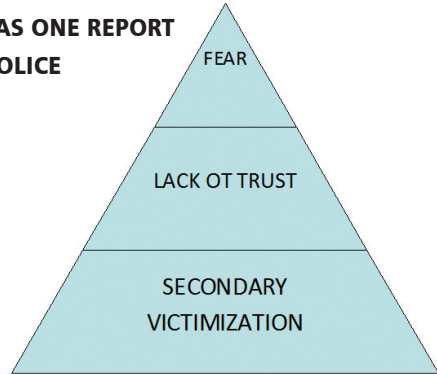 AS ONE REPORT
OLICE
FEAR
LACK OT TRUST
SECONDARY
VICTIMIZATION